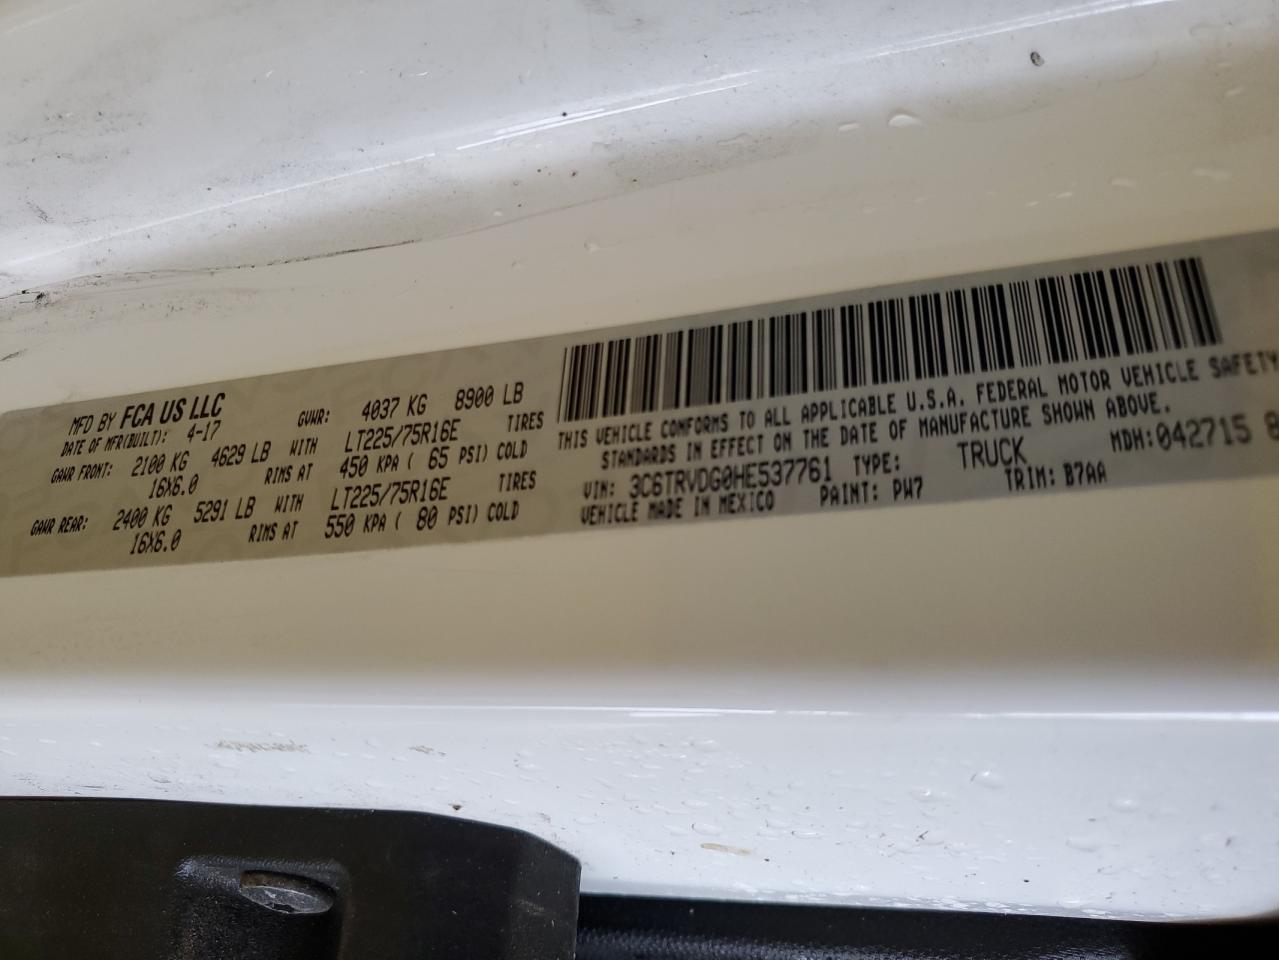 MFD BY FCA US LLC
DATE OF MFR(BUILT): 4-17 GVWR: 4037 KG 8900 LB
GAWR FRONT: 2100 KG 4629 LB WITH LT225/75R16E TIRES
16X6.0 RIMS AT 450 KPA ( 65 PSI) COLD
GAWR REAR: 2400 KG 5291 LB WITH LT225/75R16E TIRES
16X6.0 RIMS AT 550 KPA ( 80 PSI) COLD
THIS VEHICLE CONFORMS TO ALL APPLICABLE U.S.A. FEDERAL MOTOR VEHICLE SAFETY
STANDARDS IN EFFECT ON THE DATE OF MANUFACTURE SHOWN ABOVE.
VIN: 3C6TRVDG0HE537761 TYPE: TRUCK MDH:042715 8
VEHICLE MADE IN MEXICO PAINT: PW7 TRIM: B7AA